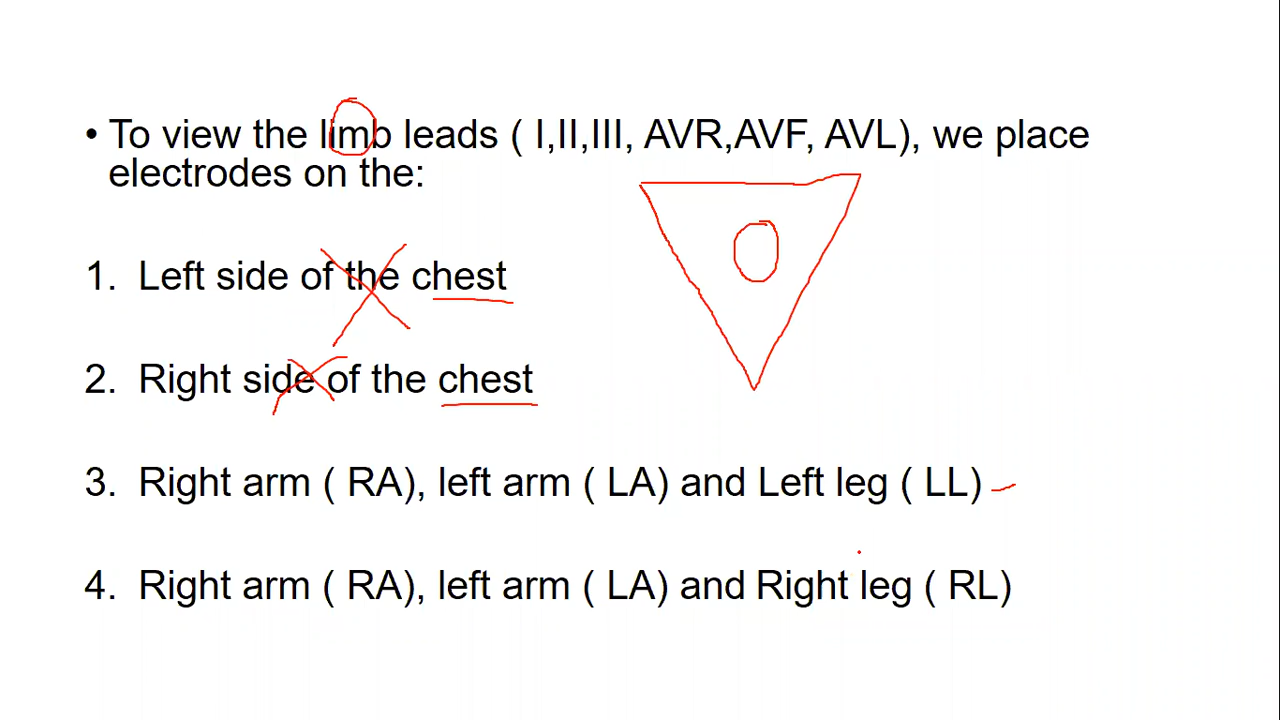 • To view the limb leads ( I,II,III, AVR,AVF, AVL), we place
electrodes on the:
1. Left side of the chest
2. Right side of the chest
3. Right arm ( RA), left arm ( LA) and Left leg ( LL)
4. Right arm ( RA), left arm ( LA) and Right leg ( RL)